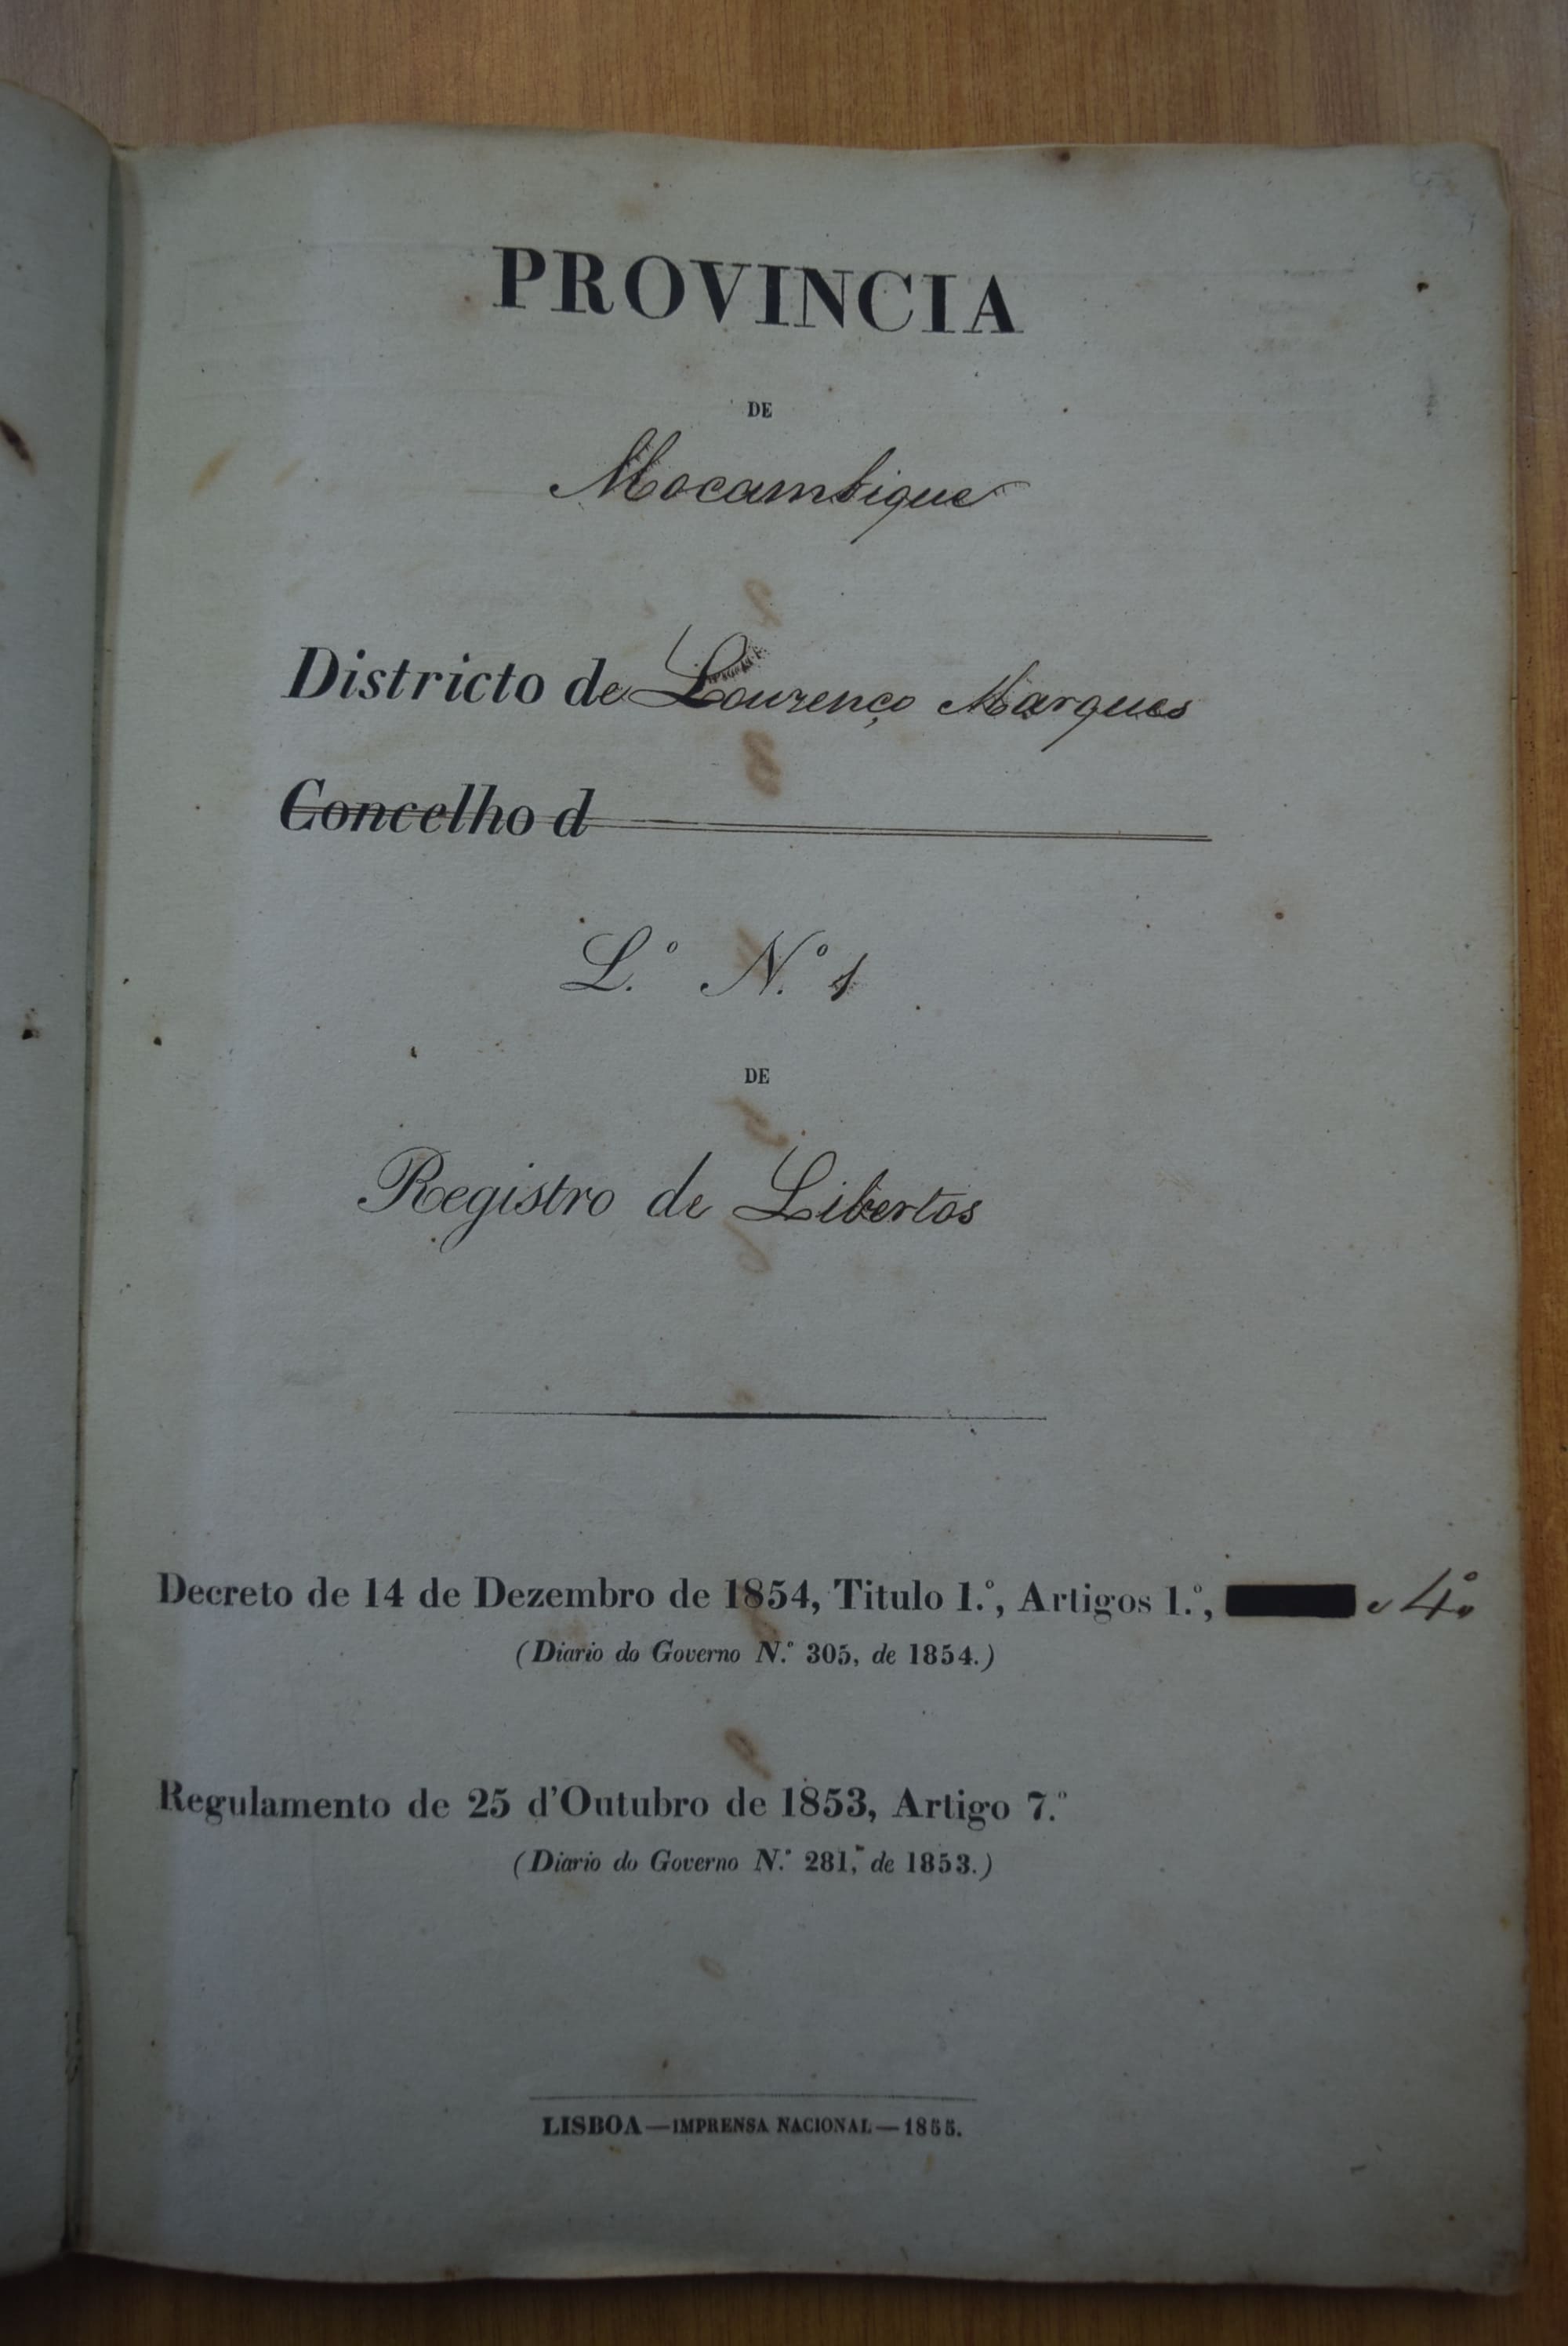 PROVINCIA
DE
Mocambique
Districto de Lourenço Marques
Concelho d
L.º N.º 1
DE
Registro de Libertos
Decreto de 14 de Dezembro de 1854, Titulo 1.º, Artigos 1.º, e 4º
(Diario do Governo N.º 305, de 1854.)
Regulamento de 25 d'Outubro de 1853, Artigo 7.º
(Diario do Governo N.º 281, de 1853.)
LISBOA—IMPRENSA NACIONAL—1855.